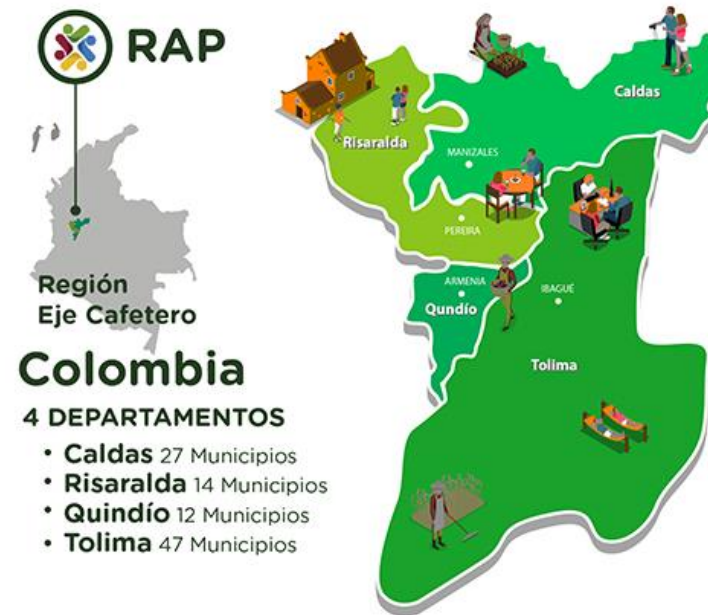 RAP
Región
Eje Cafetero
Colombia
4 DEPARTAMENTOS
• Caldas 27 Municipios
• Risaralda 14 Municipios
• Quindío 12 Municipios
• Tolima 47 Municipios
Caldas
Risaralda
MANIZALES
PEREIRA
ARMENIA
Qundío
IBAGUÉ
Tolima